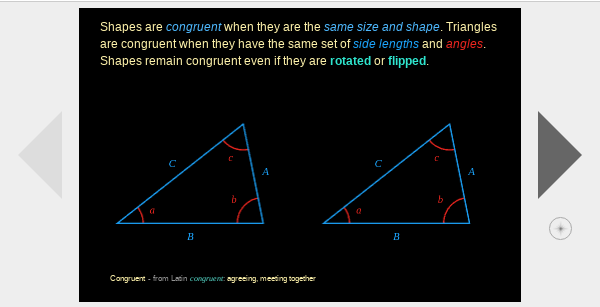 Shapes are congruent when they are the same size and shape. Triangles
are congruent when they have the same set of side lengths and angles.
Shapes remain congruent even if they are rotated or flipped.
c c
C A C A
a b a b
B B
Congruent - from Latin congruent: agreeing, meeting together